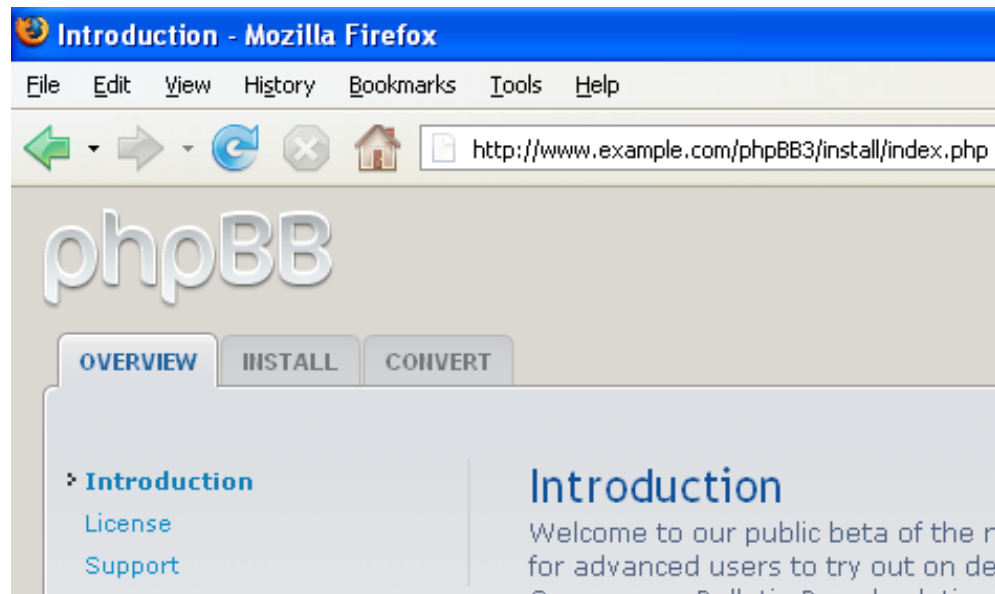 Introduction - Mozilla Firefox
File Edit View History Bookmarks Tools Help
http://www.example.com/phpBB3/install/index.php
phpBB
OVERVIEW INSTALL CONVERT
Introduction
License
Support
Introduction
Welcome to our public beta of the
for advanced users to try out on